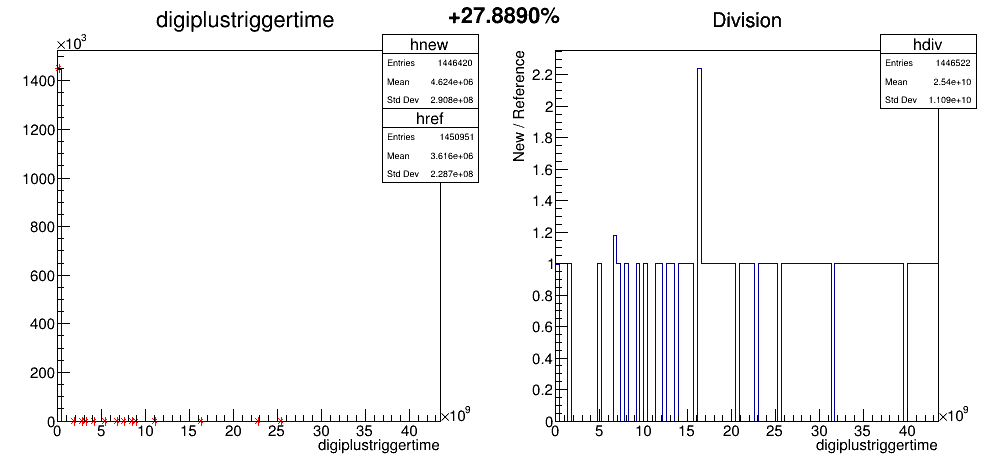 digiplustriggertime
+27.8890%
Division
×10³
hnew
Entries 1446420
Mean 4.624e+06
Std Dev 2.908e+08
href
Entries 1450951
Mean 3.616e+06
Std Dev 2.287e+08
1400
1200
1000
800
600
400
200
0
0 5 10 15 20 25 30 35 40
×10⁹
digiplustriggertime
hdiv
Entries 1446522
Mean 2.54e+10
Std Dev 1.109e+10
New / Reference
2.2
2
1.8
1.6
1.4
1.2
1
0.8
0.6
0.4
0.2
0
0 5 10 15 20 25 30 35 40
×10⁹
digiplustriggertime